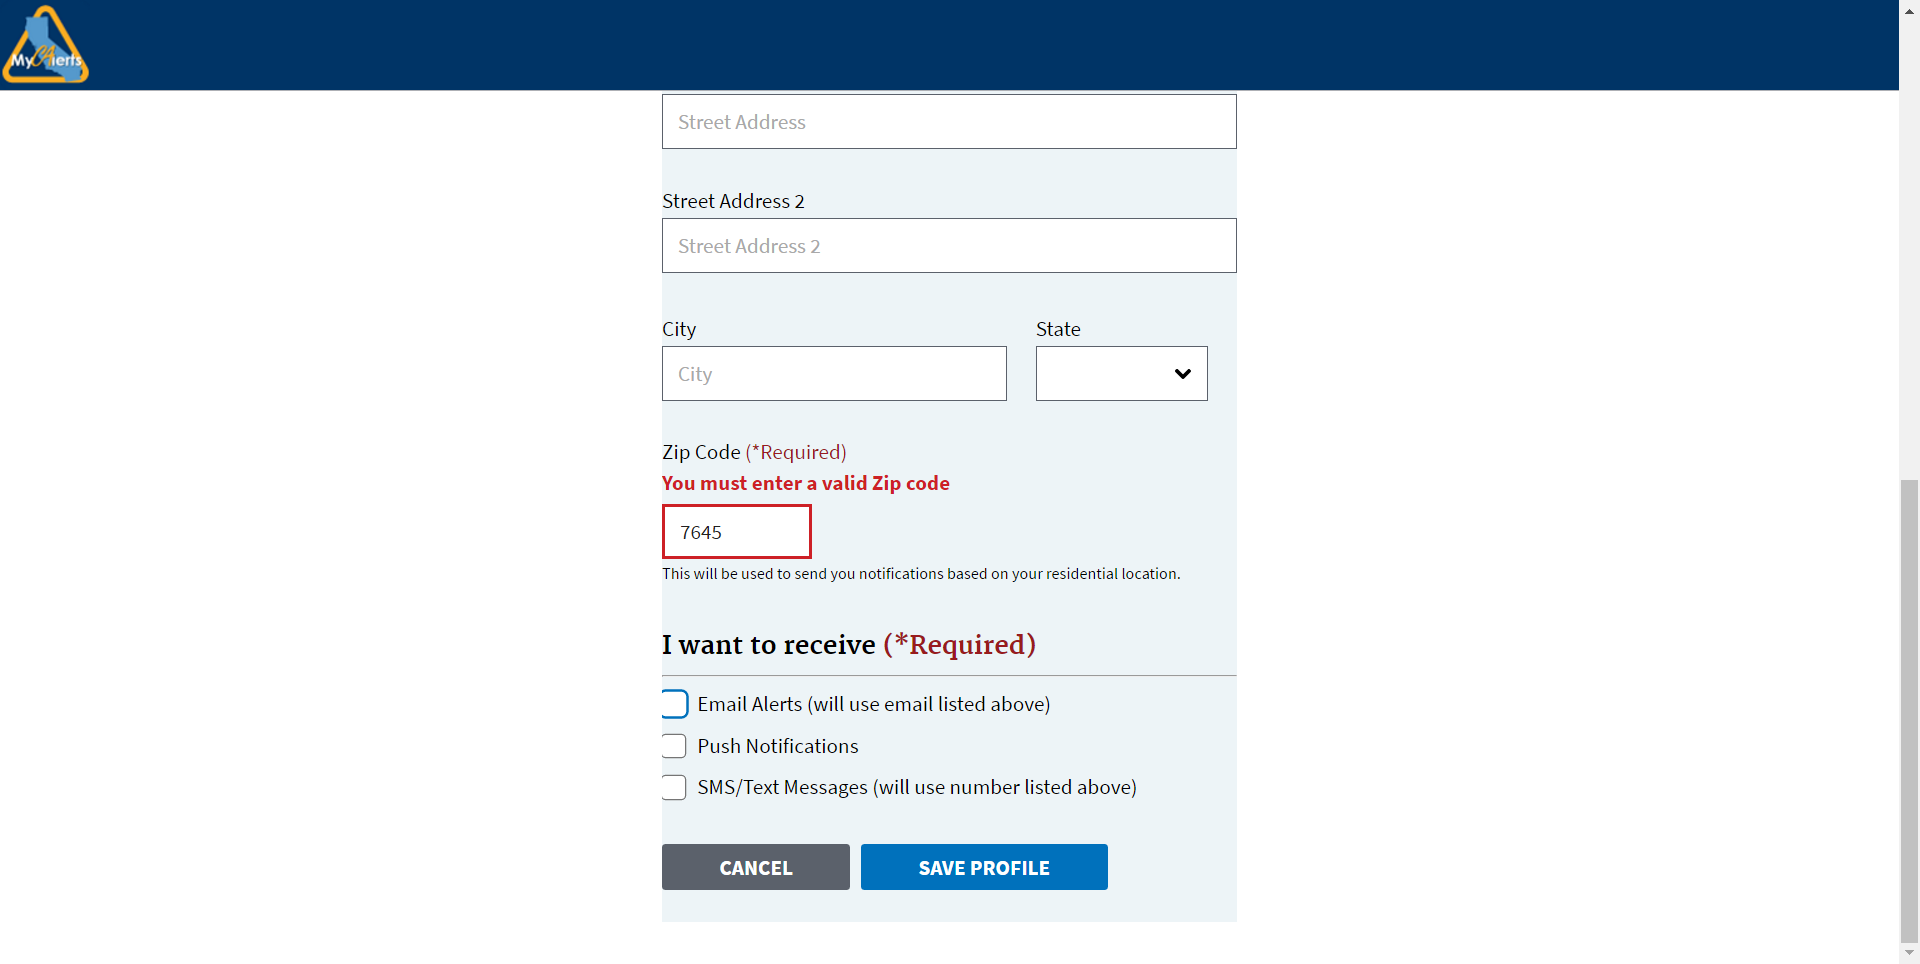 MyCAlerts
Street Address
Street Address 2
Street Address 2
City
State
City
Zip Code (*Required)
You must enter a valid Zip code
7645
This will be used to send you notifications based on your residential location.
I want to receive (*Required)
Email Alerts (will use email listed above)
Push Notifications
SMS/Text Messages (will use number listed above)
CANCEL
SAVE PROFILE